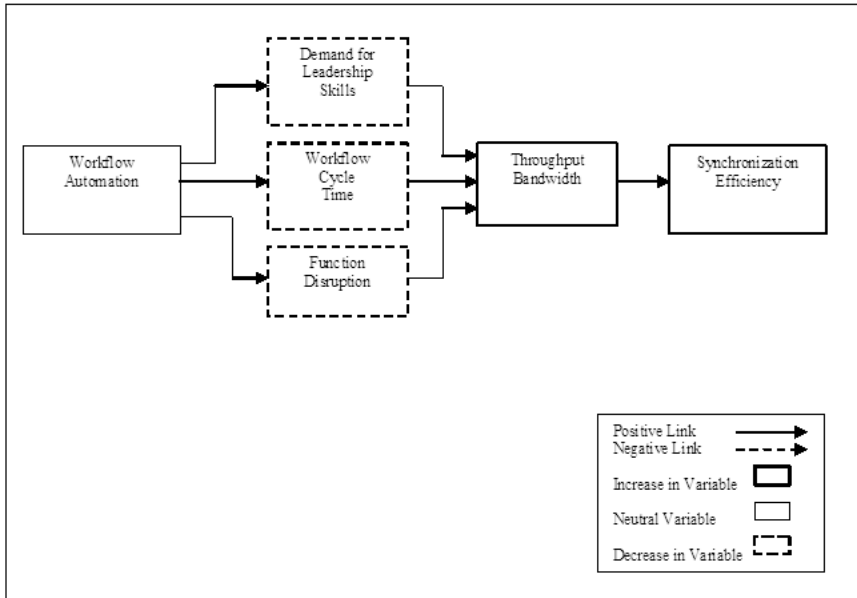 Demand for
Leadership
Skills
Workflow
Automation
Workflow
Cycle
Time
Throughput
Bandwidth
Synchronization
Efficiency
Function
Disruption
Positive Link
Negative Link
Increase in Variable
Neutral Variable
Decrease in Variable